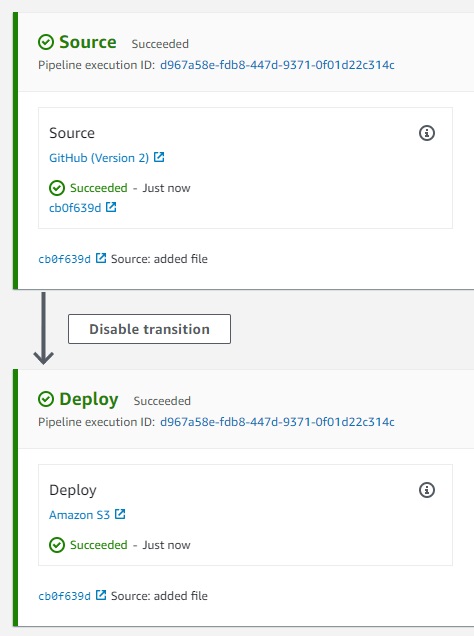 Source Succeeded
Pipeline execution ID: d967a58e-fdb8-447d-9371-0f01d22c314c
Source
GitHub (Version 2)
Succeeded - Just now
cb0f639d
cb0f639d Source: added file
Disable transition
Deploy Succeeded
Pipeline execution ID: d967a58e-fdb8-447d-9371-0f01d22c314c
Deploy
Amazon S3
Succeeded - Just now
cb0f639d Source: added file